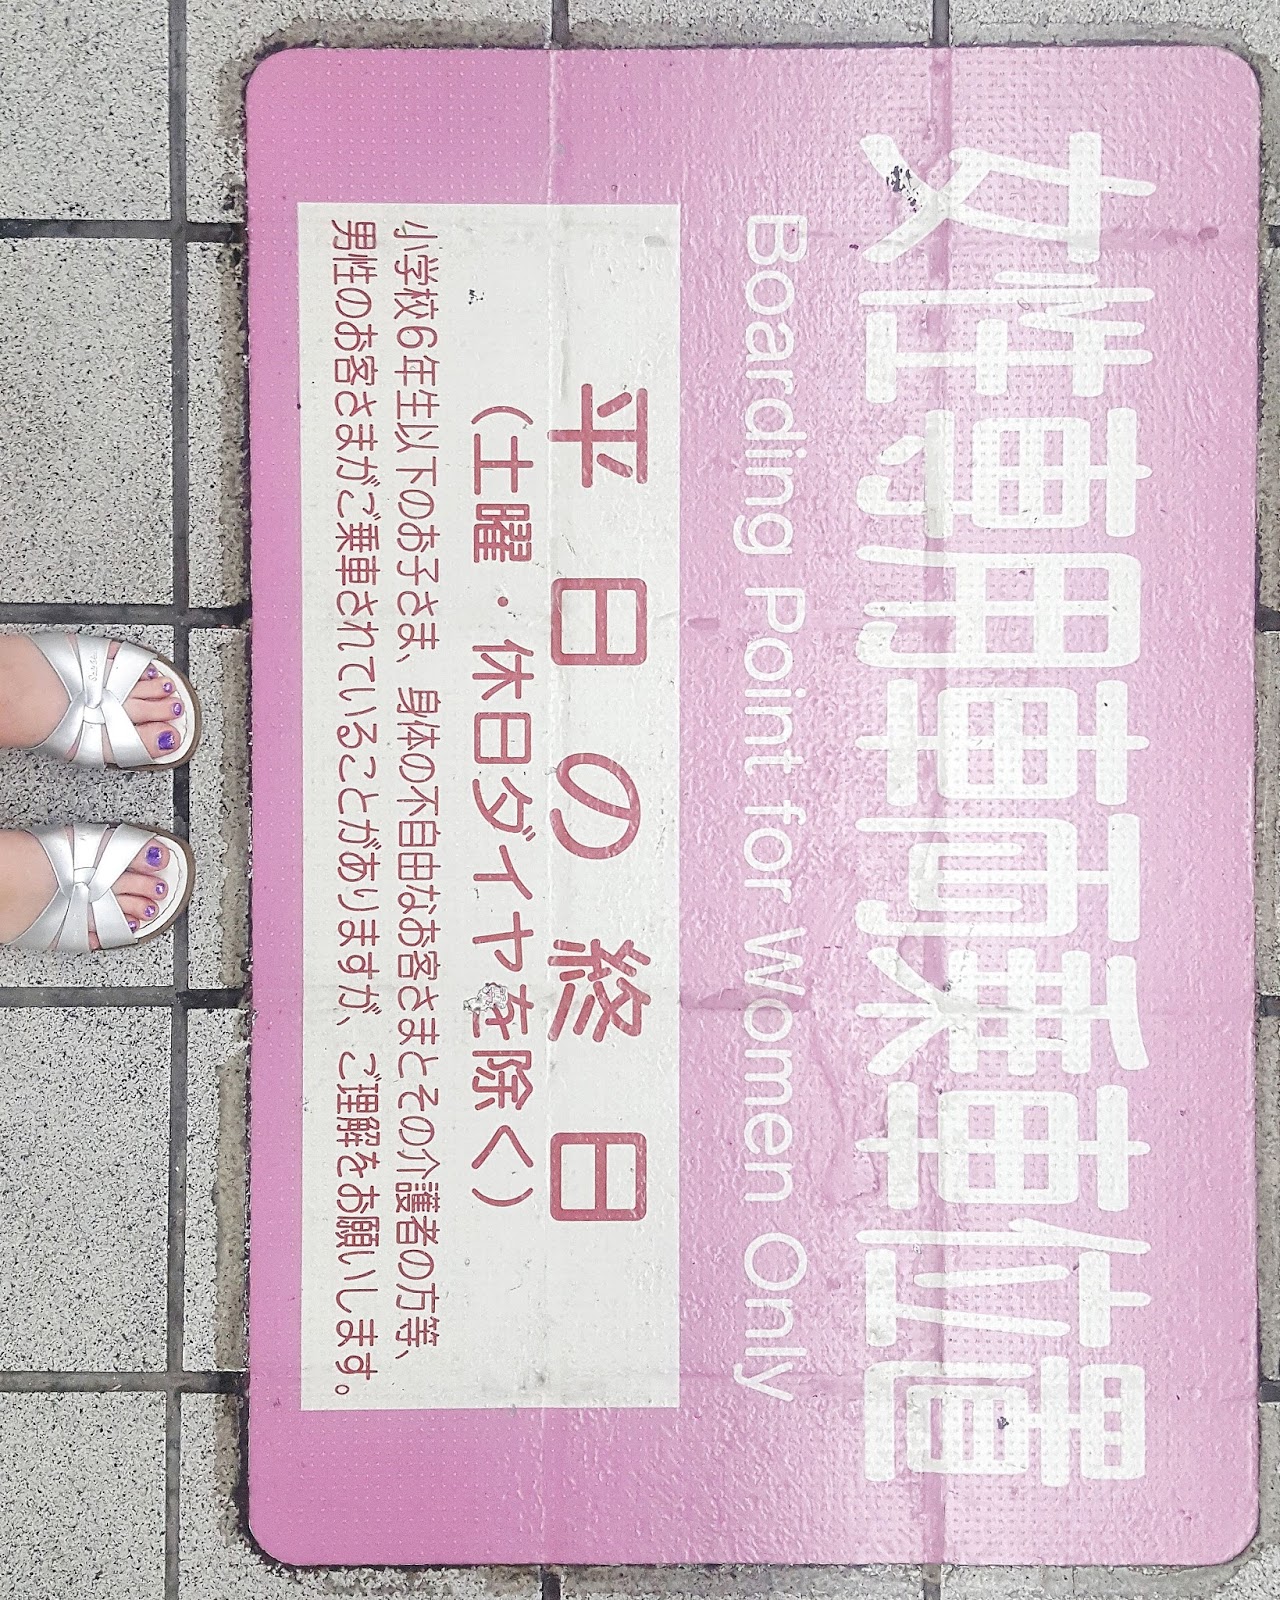 女性専用車両乗車位置
Boarding Point for Women Only
平日の終日
(土曜・休日ダイヤを除く)
小学校6年生以下のお子さま、身体の不自由なお客さまとその介護者の方等、
男性のお客さまがご乗車されていることがありますが、ご理解をお願いします。